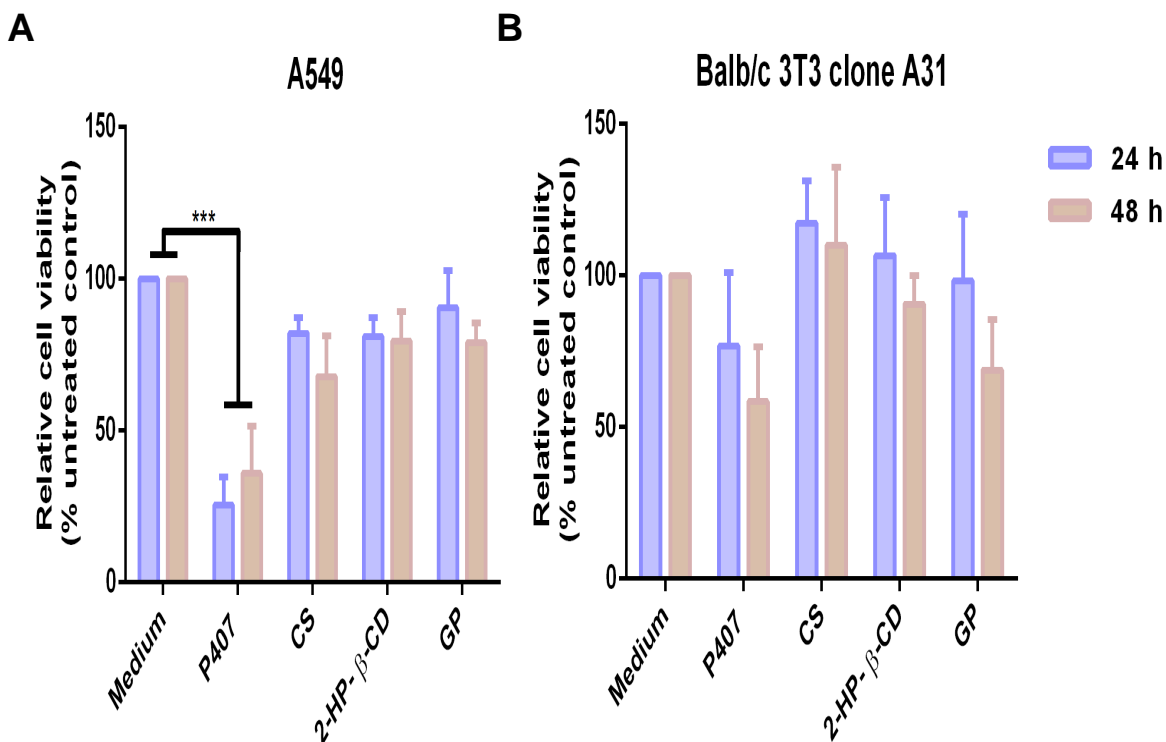 A
B
A549
Balb/c 3T3 clone A31
Relative cell viability
(% untreated control)
150
100
50
0
***
Medium
P407
CS
2-HP- β-CD
GP
Relative cell viability
(% untreated control)
150
100
50
0
Medium
P407
CS
2-HP- β-CD
GP
24 h
48 h